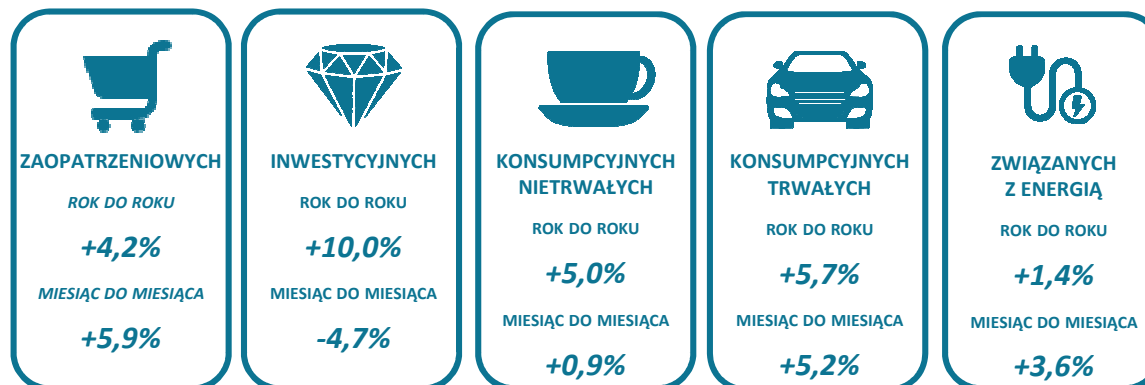 ZAOPATRZENIOWYCH
ROK DO ROKU
+4,2%
MIESIĄC DO MIESIĄCA
+5,9%
INWESTYCYJNYCH
ROK DO ROKU
+10,0%
MIESIĄC DO MIESIĄCA
-4,7%
KONSUMPCYJNYCH
NIETRWAŁYCH
ROK DO ROKU
+5,0%
MIESIĄC DO MIESIĄCA
+0,9%
KONSUMPCYJNYCH
TRWAŁYCH
ROK DO ROKU
+5,7%
MIESIĄC DO MIESIĄCA
+5,2%
ZWIĄZANYCH
Z ENERGIĄ
ROK DO ROKU
+1,4%
MIESIĄC DO MIESIĄCA
+3,6%